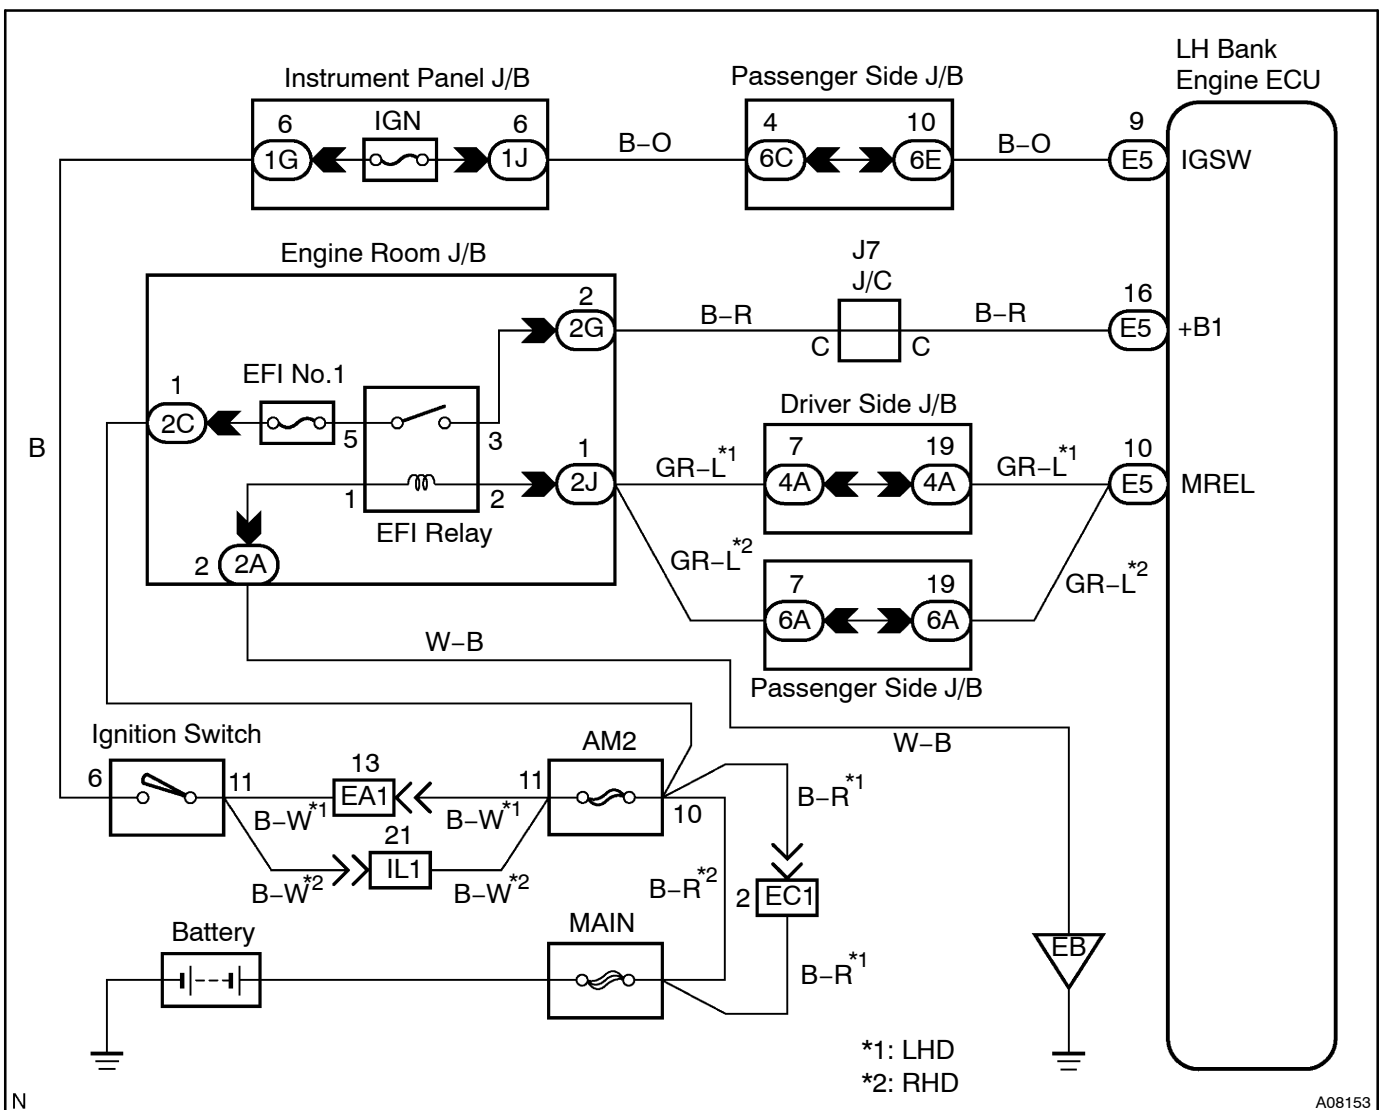 LH Bank
Engine ECU
Instrument Panel J/B
Passenger Side J/B
6
IGN
6
4
10
9
1G
1J
B–O
6C
6E
B–O
E5
IGSW
Engine Room J/B
J7
J/C
2
16
2G
B–R
B–R
E5
+B1
C
C
EFI No.1
1
2C
5
3
Driver Side J/B
B
7
19
1
GR–L*1
GR–L*1
10
1
2
2J
4A
4A
E5
MREL
EFI Relay
GR–L*2
2
2A
7
19
GR–L*2
6A
6A
W–B
Passenger Side J/B
Ignition Switch
AM2
W–B
6
11
13
11
EA1
B–W*1
B–W*1
10
B–R*1
21
IL1
B–W*2
B–W*2
B–R*2
2
EC1
Battery
MAIN
EB
B–R*1
*1: LHD
*2: RHD
N
A08153